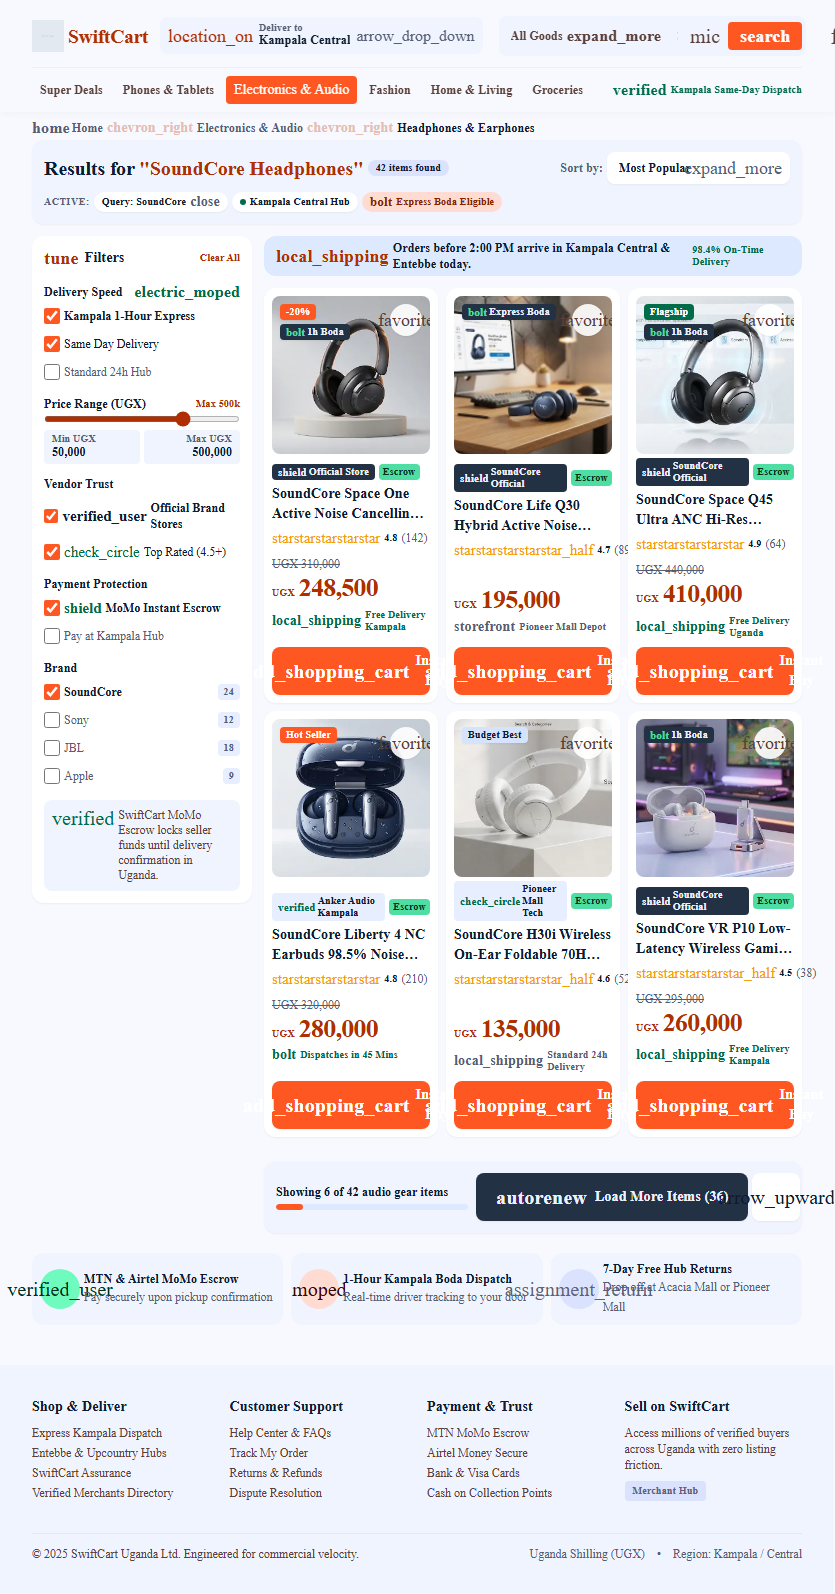 SwiftCart
location_on Deliver to
Kampala Central arrow_drop_down
All Goods expand_more mic search
Super Deals Phones & Tablets Electronics & Audio Fashion Home & Living Groceries verified Kampala Same-Day Dispatch
home Home chevron_right Electronics & Audio chevron_right Headphones & Earphones
Results for "SoundCore Headphones" 42 items found
Sort by: Most Popular expand_more
ACTIVE: Query: SoundCore close Kampala Central Hub bolt Express Boda Eligible
tune Filters Clear All
Delivery Speed electric_moped
Kampala 1-Hour Express
Same Day Delivery
Standard 24h Hub
Price Range (UGX) Max 500k
Min UGX
50,000
Max UGX
500,000
Vendor Trust
verified_user Official Brand
Stores
check_circle Top Rated (4.5+)
Payment Protection
shield MoMo Instant Escrow
Pay at Kampala Hub
Brand
SoundCore 24
Sony 12
JBL 18
Apple 9
verified SwiftCart MoMo
Escrow locks seller
funds until delivery
confirmation in
Uganda.
local_shipping Orders before 2:00 PM arrive in Kampala Central &
Entebbe today.
98.4% On-Time
Delivery
-20%
bolt 1h Boda
favorite
shield Official Store Escrow
SoundCore Space One
Active Noise Cancellin...
starstarstarstarstar 4.8 (142)
UGX 310,000
UGX 248,500
local_shipping Free Delivery
Kampala
shopping_cart
bolt Express Boda
favorite
shield SoundCore
Official Escrow
SoundCore Life Q30
Hybrid Active Noise...
starstarstarstarstar_half 4.7 (89
UGX 195,000
storefront Pioneer Mall Depot
_shopping_cart
Flagship
bolt 1h Boda
favorite
shield SoundCore
Official Escrow
SoundCore Space Q45
Ultra ANC Hi-Res...
starstarstarstarstar 4.9 (64)
UGX 440,000
UGX 410,000
local_shipping Free Delivery
Uganda
_shopping_cart
Hot Seller
favorite
verified Anker Audio
Kampala Escrow
SoundCore Liberty 4 NC
Earbuds 98.5% Noise...
starstarstarstarstar 4.8 (210)
UGX 320,000
UGX 280,000
bolt Dispatches in 45 Mins
_shopping_cart
Budget Best
favorite
check_circle Pioneer
Mall
Tech Escrow
SoundCore H30i Wireless
On-Ear Foldable 70H...
starstarstarstarstar_half 4.6 (52
UGX 135,000
local_shipping Standard 24h
Delivery
_shopping_cart
bolt 1h Boda
favorite
shield SoundCore
Official Escrow
SoundCore VR P10 Low-
Latency Wireless Gami...
starstarstarstarstar_half 4.5 (38)
UGX 295,000
UGX 260,000
local_shipping Free Delivery
Kampala
_shopping_cart
Showing 6 of 42 audio gear items
autorenew Load More Items (36)
arrow_upward
verified_user MTN & Airtel MoMo Escrow
Pay securely upon pickup confirmation
moped 1-Hour Kampala Boda Dispatch
Real-time driver tracking to your door
assignment_return 7-Day Free Hub Returns
Drop off at Acacia Mall or Pioneer
Mall
Shop & Deliver
Express Kampala Dispatch
Entebbe & Upcountry Hubs
SwiftCart Assurance
Verified Merchants Directory
Customer Support
Help Center & FAQs
Track My Order
Returns & Refunds
Dispute Resolution
Payment & Trust
MTN MoMo Escrow
Airtel Money Secure
Bank & Visa Cards
Cash on Collection Points
Sell on SwiftCart
Access millions of verified buyers
across Uganda with zero listing
friction.
Merchant Hub
© 2025 SwiftCart Uganda Ltd. Engineered for commercial velocity.
Uganda Shilling (UGX) • Region: Kampala / Central